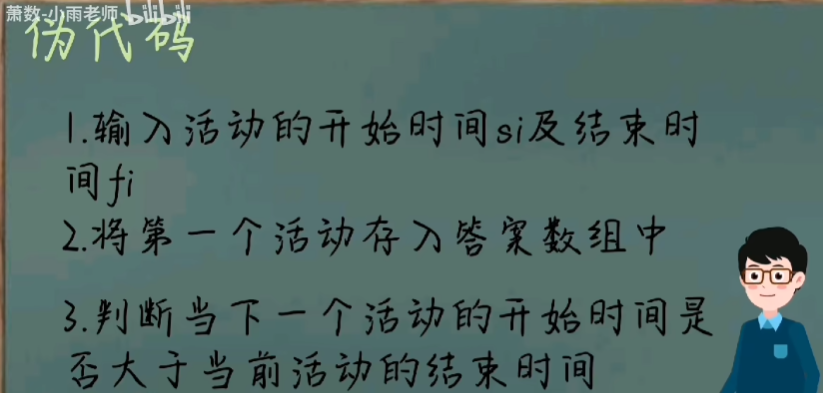 萧数-小雨老师 bilibili
伪代码
1.输入活动的开始时间si及结束时
间fi
2.将第一个活动存入答案数组中
3.判断当下一个活动的开始时间是
否大于当前活动的结束时间